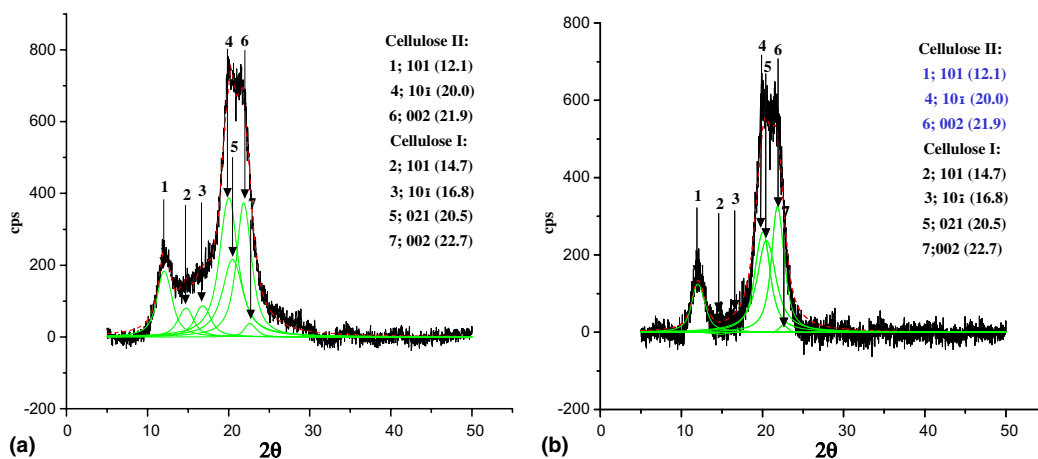 800
600
400
200
0
-200
cps
0
10
20
30
40
50
2θ
(a)
1
2
3
4
5
6
7
Cellulose II:
1; 101 (12.1)
4; 10ī (20.0)
6; 002 (21.9)
Cellulose I:
2; 101 (14.7)
3; 10ī (16.8)
5; 021 (20.5)
7; 002 (22.7)
800
600
400
200
0
-200
cps
0
10
20
30
40
50
2θ
(b)
1
2
3
4
5
6
7
Cellulose II:
1; 101 (12.1)
4; 10ī (20.0)
6; 002 (21.9)
Cellulose I:
2; 101 (14.7)
3; 10ī (16.8)
5; 021 (20.5)
7;002 (22.7)